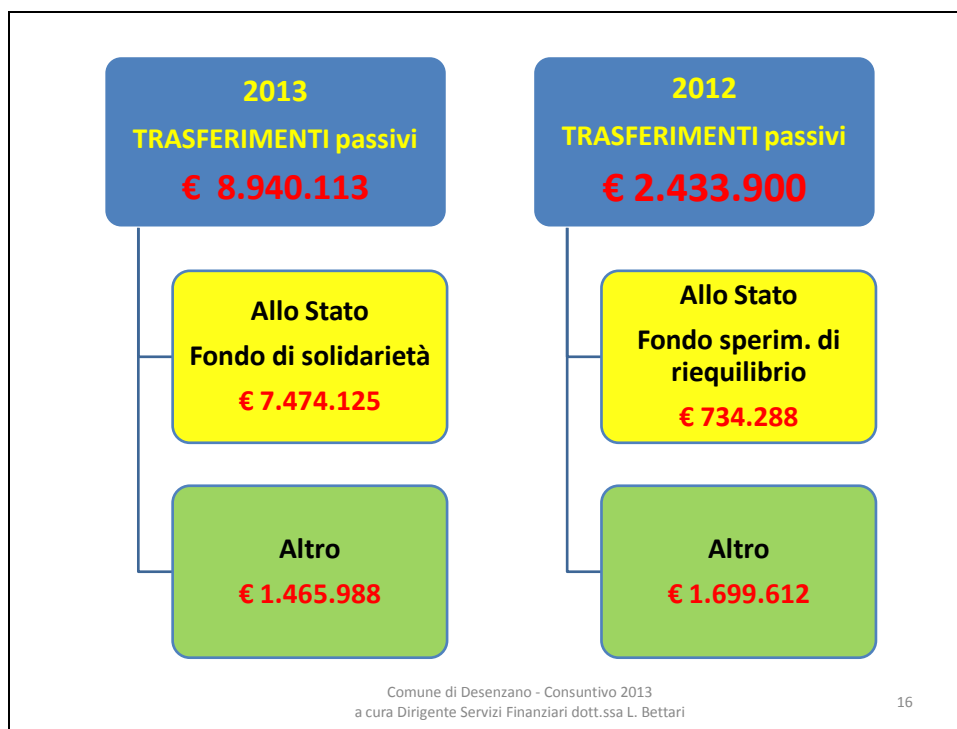 2013
TRASFERIMENTI passivi
€ 8.940.113
Allo Stato
Fondo di solidarietà
€ 7.474.125
Altro
€ 1.465.988
2012
TRASFERIMENTI passivi
€ 2.433.900
Allo Stato
Fondo sperim. di
riequilibrio
€ 734.288
Altro
€ 1.699.612
Comune di Desenzano - Consuntivo 2013
a cura Dirigente Servizi Finanziari dott.ssa L. Bettari
16